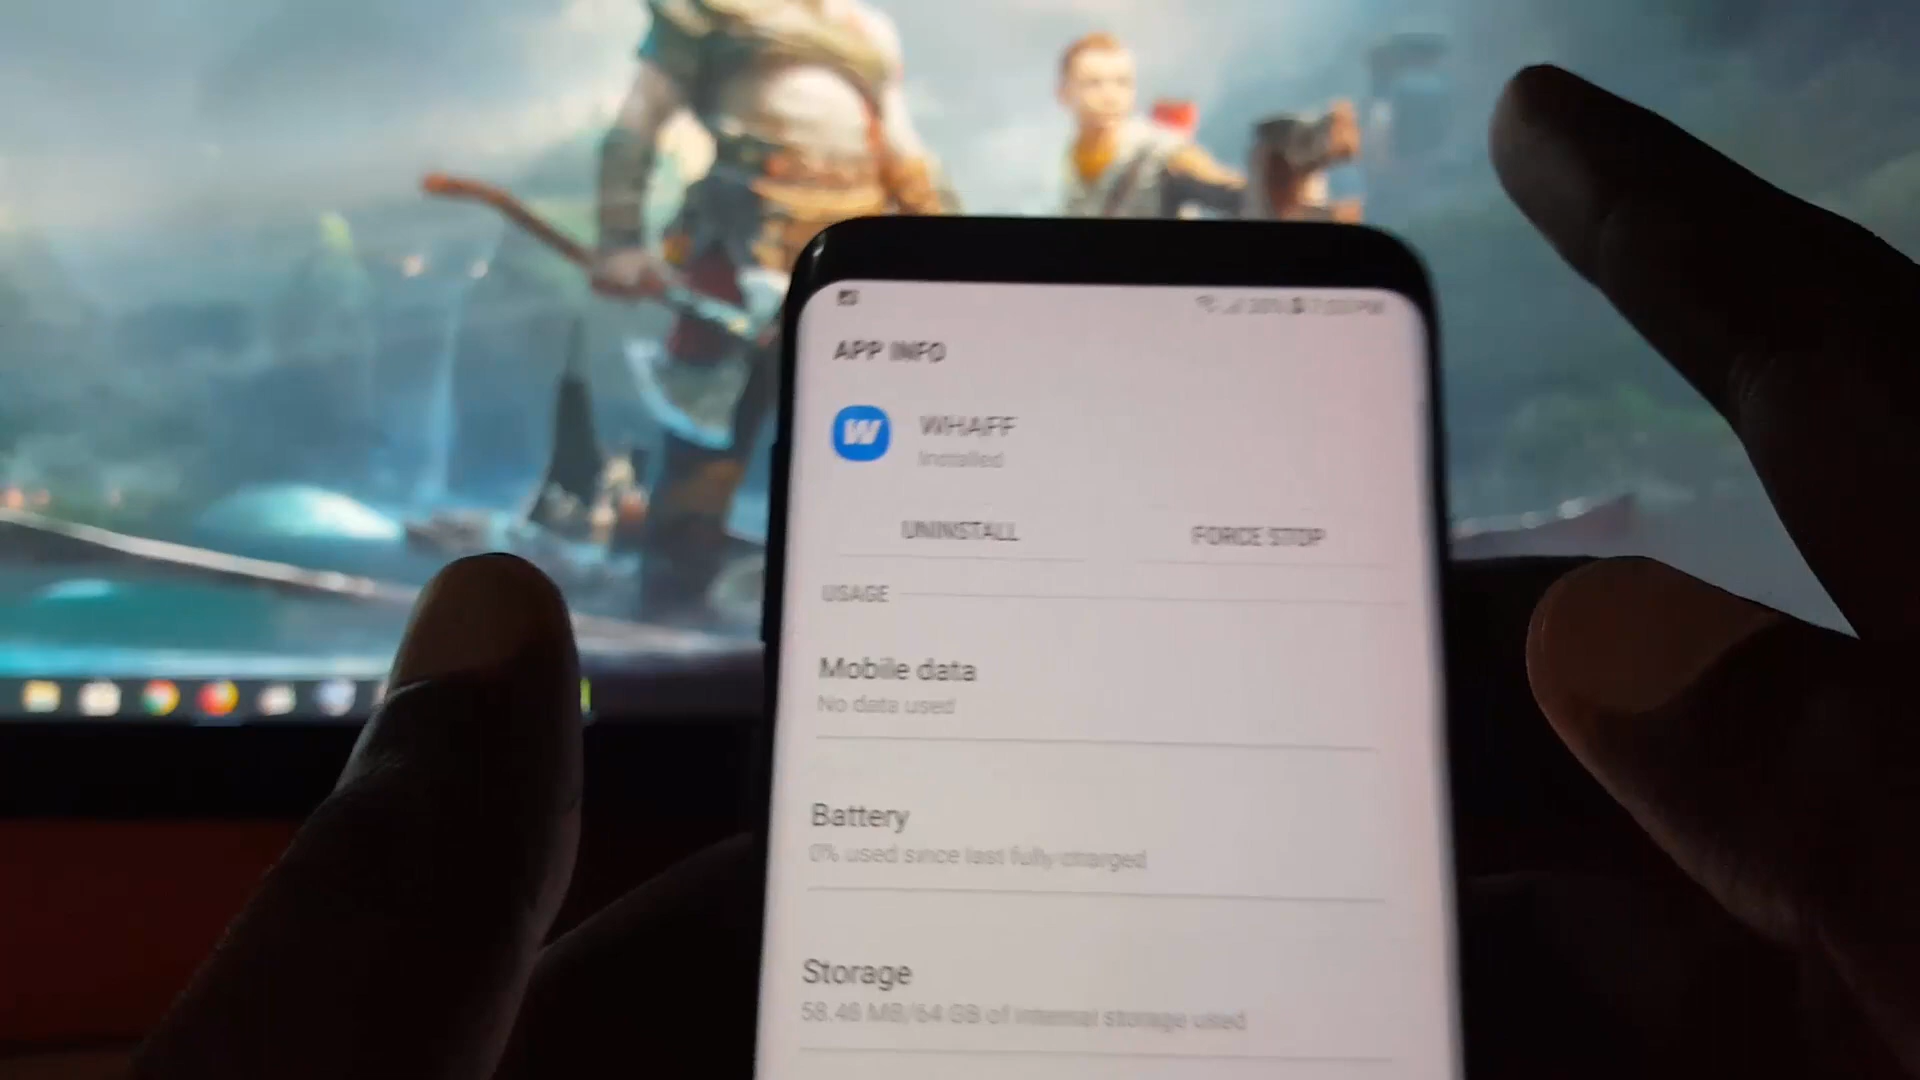 APP INFO
W
WHAFF
Installed
UNINSTALL
FORCE STOP
USAGE
Mobile data
No data used
Battery
0% used since last fully charged
Storage
58.48 MB/64 GB of internal storage used